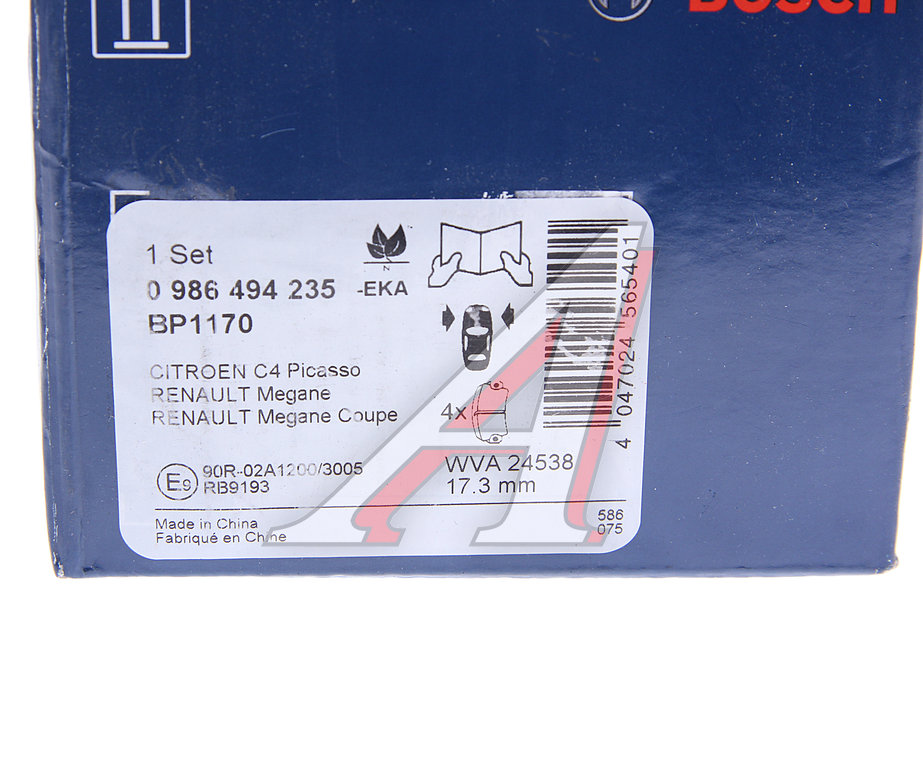 BOSCH
1 Set
0 986 494 235 -EKA
BP1170
N
CITROEN C4 Picasso
RENAULT Megane
RENAULT Megane Coupe
4x
E9 90R-02A1200/3005
RB9193
WVA 24538
17.3 mm
Made in China
Fabriqué en Chine
586
075
4 047024 565401